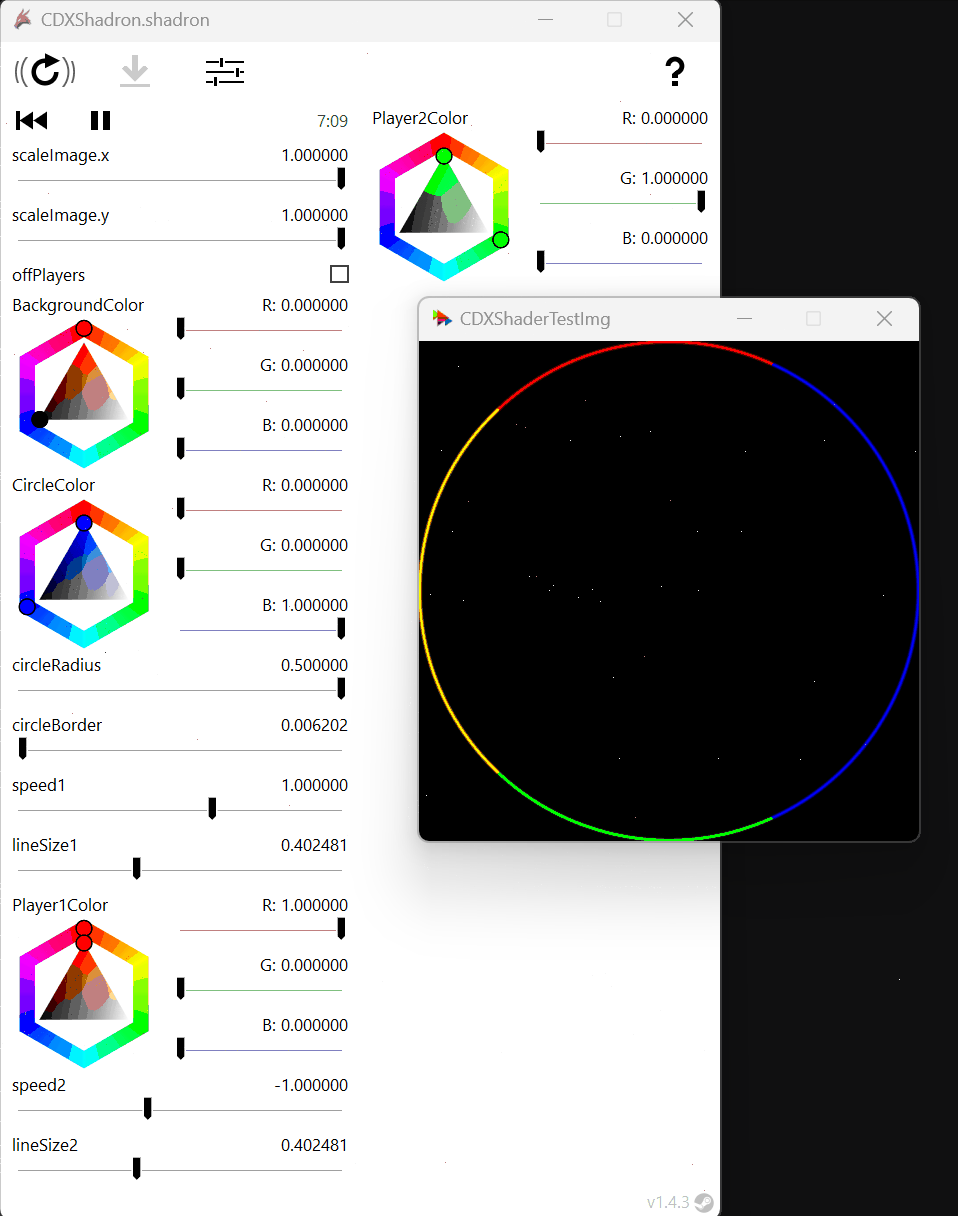 CDXShadron.shadron
?
7:09
scaleImage.x 1.000000
scaleImage.y 1.000000
offPlayers
BackgroundColor R: 0.000000
G: 0.000000
B: 0.000000
CircleColor R: 0.000000
G: 0.000000
B: 1.000000
circleRadius 0.500000
circleBorder 0.006202
speed1 1.000000
lineSize1 0.402481
Player1Color R: 1.000000
G: 0.000000
B: 0.000000
speed2 -1.000000
lineSize2 0.402481
Player2Color R: 0.000000
G: 1.000000
B: 0.000000
CDXShaderTestImg
v1.4.3